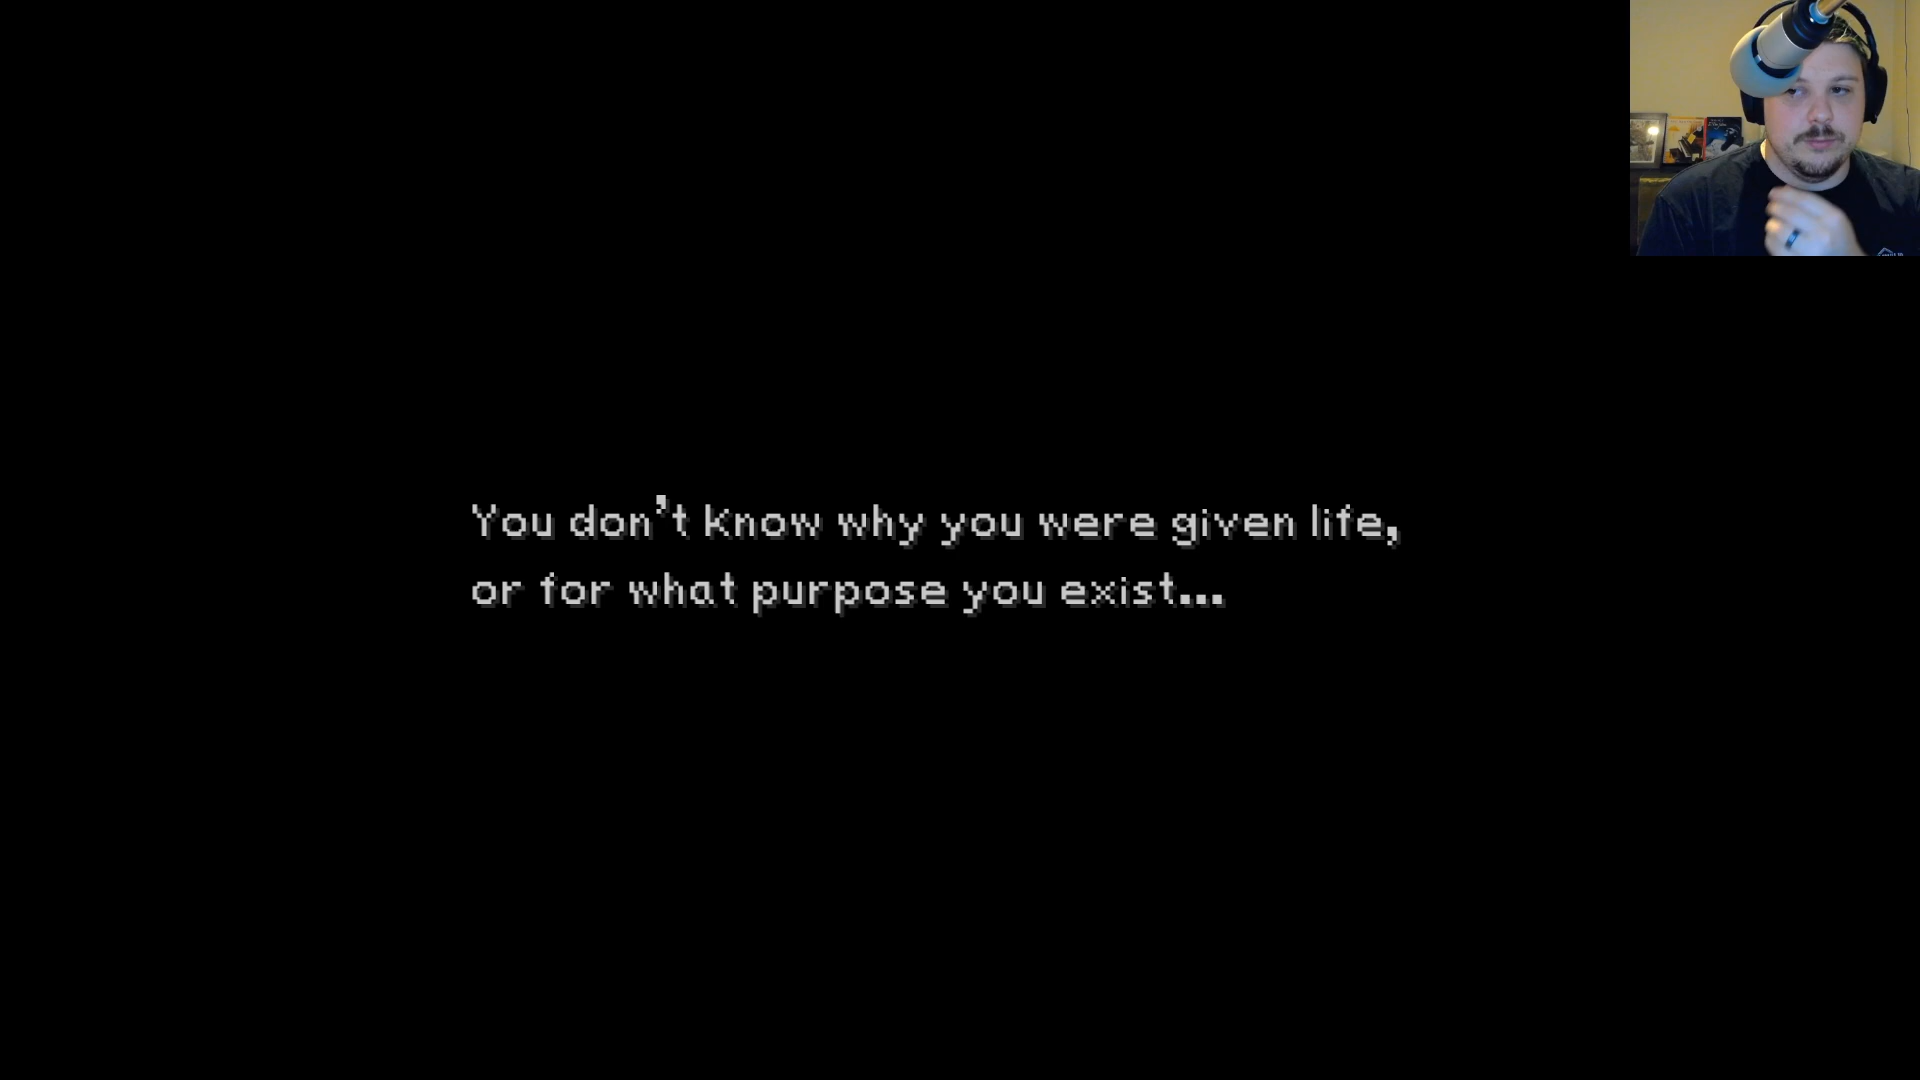 You don't know why you were given life,
or for what purpose you exist...